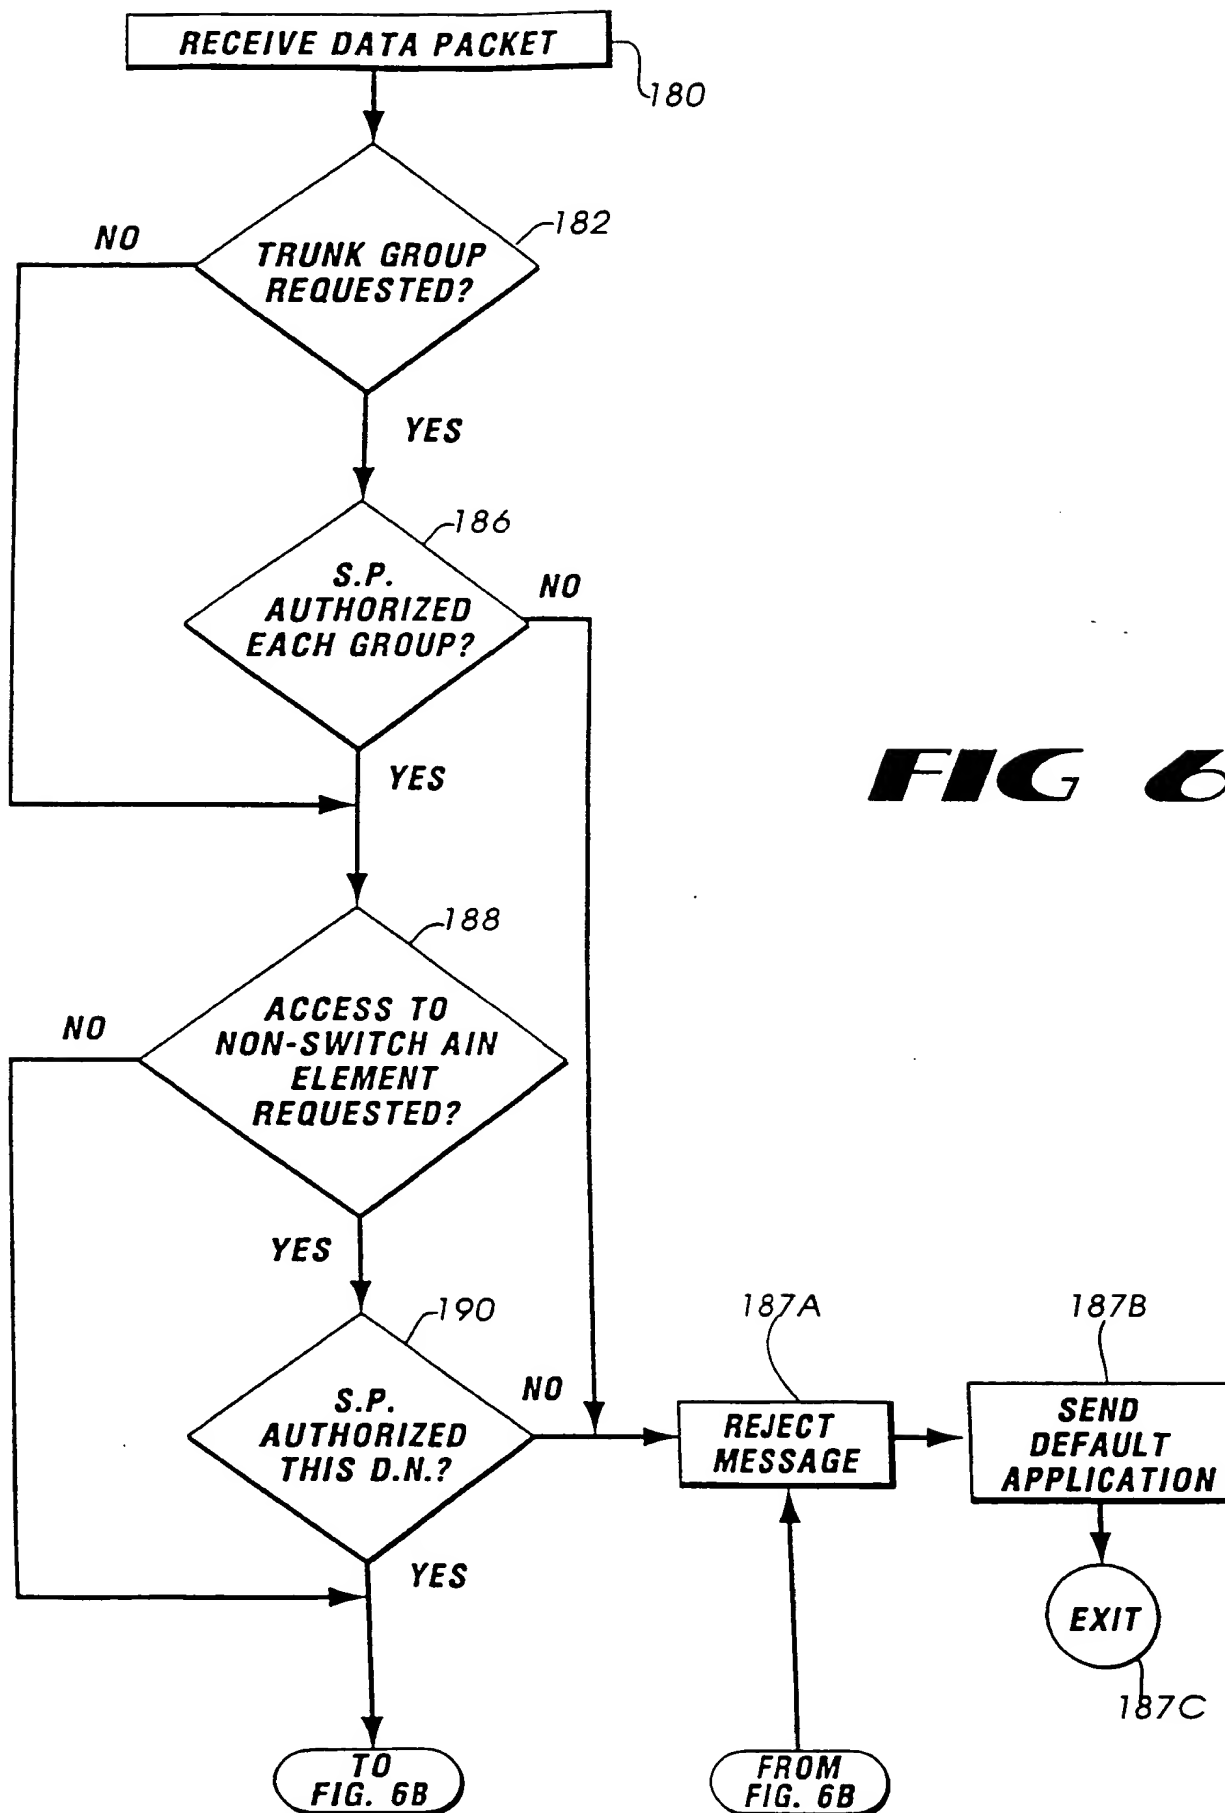 RECEIVE DATA PACKET
180
TRUNK GROUP
REQUESTED?
182
NO
YES
186
S.P.
AUTHORIZED
EACH GROUP?
NO
YES
FIG 6
188
ACCESS TO
NON-SWITCH AIN
ELEMENT
REQUESTED?
NO
YES
190
S.P.
AUTHORIZED
THIS D.N.?
NO
YES
187A
REJECT
MESSAGE
187B
SEND
DEFAULT
APPLICATION
EXIT
187C
TO
FIG. 6B
FROM
FIG. 6B